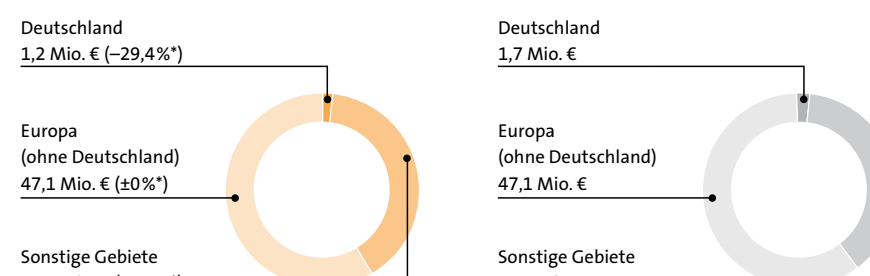 Deutschland
1,2 Mio. € (–29,4%*)
Europa
(ohne Deutschland)
47,1 Mio. € (±0%*)
Sonstige Gebiete
Deutschland
1,7 Mio. €
Europa
(ohne Deutschland)
47,1 Mio. €
Sonstige Gebiete